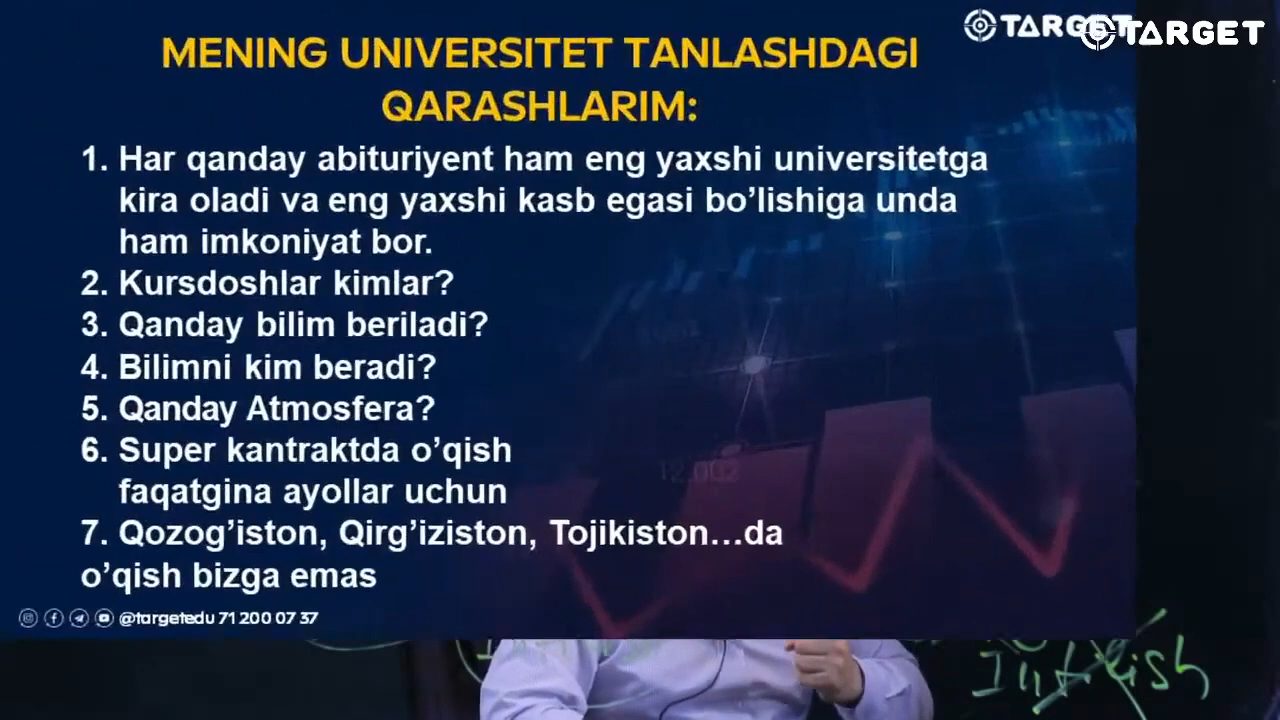 TARGET
TARGET
MENING UNIVERSITET TANLASHDAGI
QARASHLARIM:
1. Har qanday abituriyent ham eng yaxshi universitetga
kira oladi va eng yaxshi kasb egasi bo’lishiga unda
ham imkoniyat bor.
2. Kursdoshlar kimlar?
3. Qanday bilim beriladi?
4. Bilimni kim beradi?
5. Qanday Atmosfera?
6. Super kantraktda o’qish
faqatgina ayollar uchun
12.002
7. Qozog’iston, Qirg’iziston, Tojikiston...da
o’qish bizga emas
@targetedu 71 200 07 37